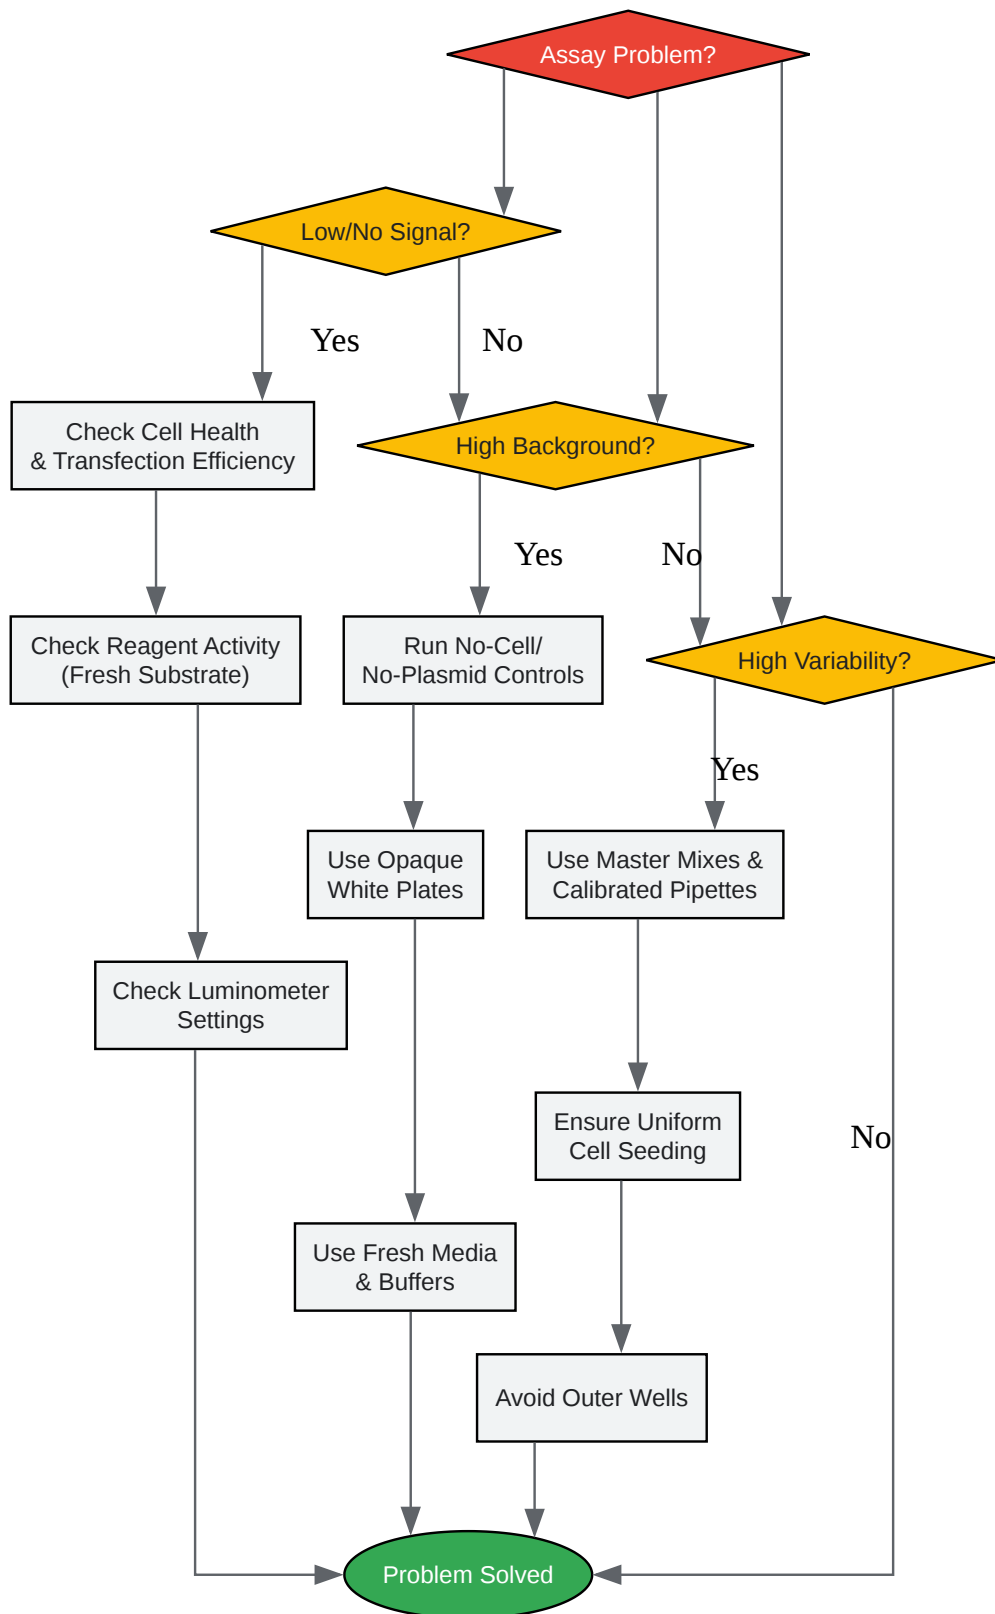 Assay Problem?
Low/No Signal?
Yes
No
Check Cell Health
& Transfection Efficiency
High Background?
Yes
No
Check Reagent Activity
(Fresh Substrate)
Run No-Cell/
No-Plasmid Controls
High Variability?
Yes
Use Opaque
White Plates
Use Master Mixes &
Calibrated Pipettes
Check Luminometer
Settings
Ensure Uniform
Cell Seeding
No
Use Fresh Media
& Buffers
Avoid Outer Wells
Problem Solved